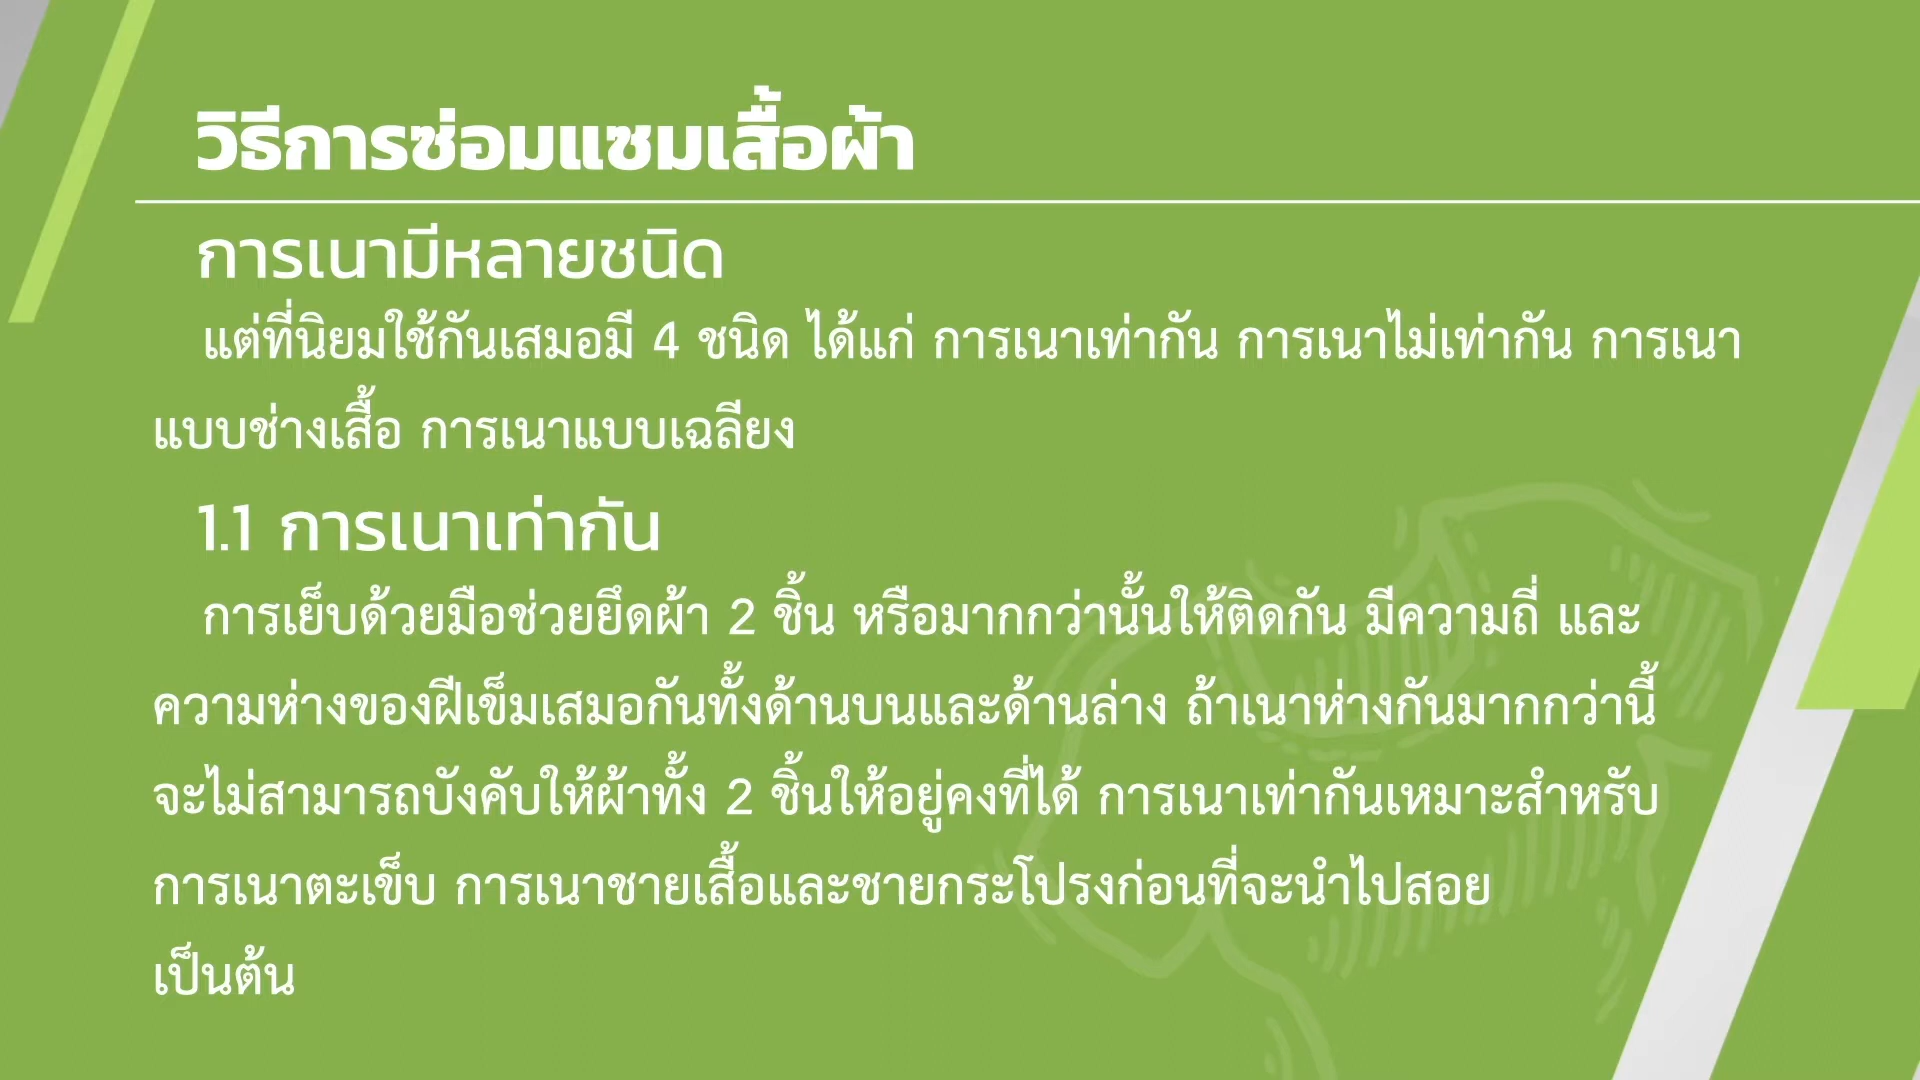 วิธีการซ่อมแซมเสื้อผ้า
การเนามีหลายชนิด
แต่ที่นิยมใช้กันเสมอมี 4 ชนิด ได้แก่ การเนาเท่ากัน การเนาไม่เท่ากัน การเนา
แบบช่างเสื้อ การเนาแบบเฉลียง
1.1 การเนาเท่ากัน
การเย็บด้วยมือช่วยยึดผ้า 2 ชิ้น หรือมากกว่านั้นให้ติดกัน มีความถี่ และ
ความห่างของฝีเข็มเสมอกันทั้งด้านบนและด้านล่าง ถ้าเนาห่างกันมากกว่านี้
จะไม่สามารถบังคับให้ผ้าทั้ง 2 ชิ้นให้อยู่คงที่ได้ การเนาเท่ากันเหมาะสำหรับ
การเนาตะเข็บ การเนาชายเสื้อและชายกระโปรงก่อนที่จะนำไปสอย
เป็นต้น